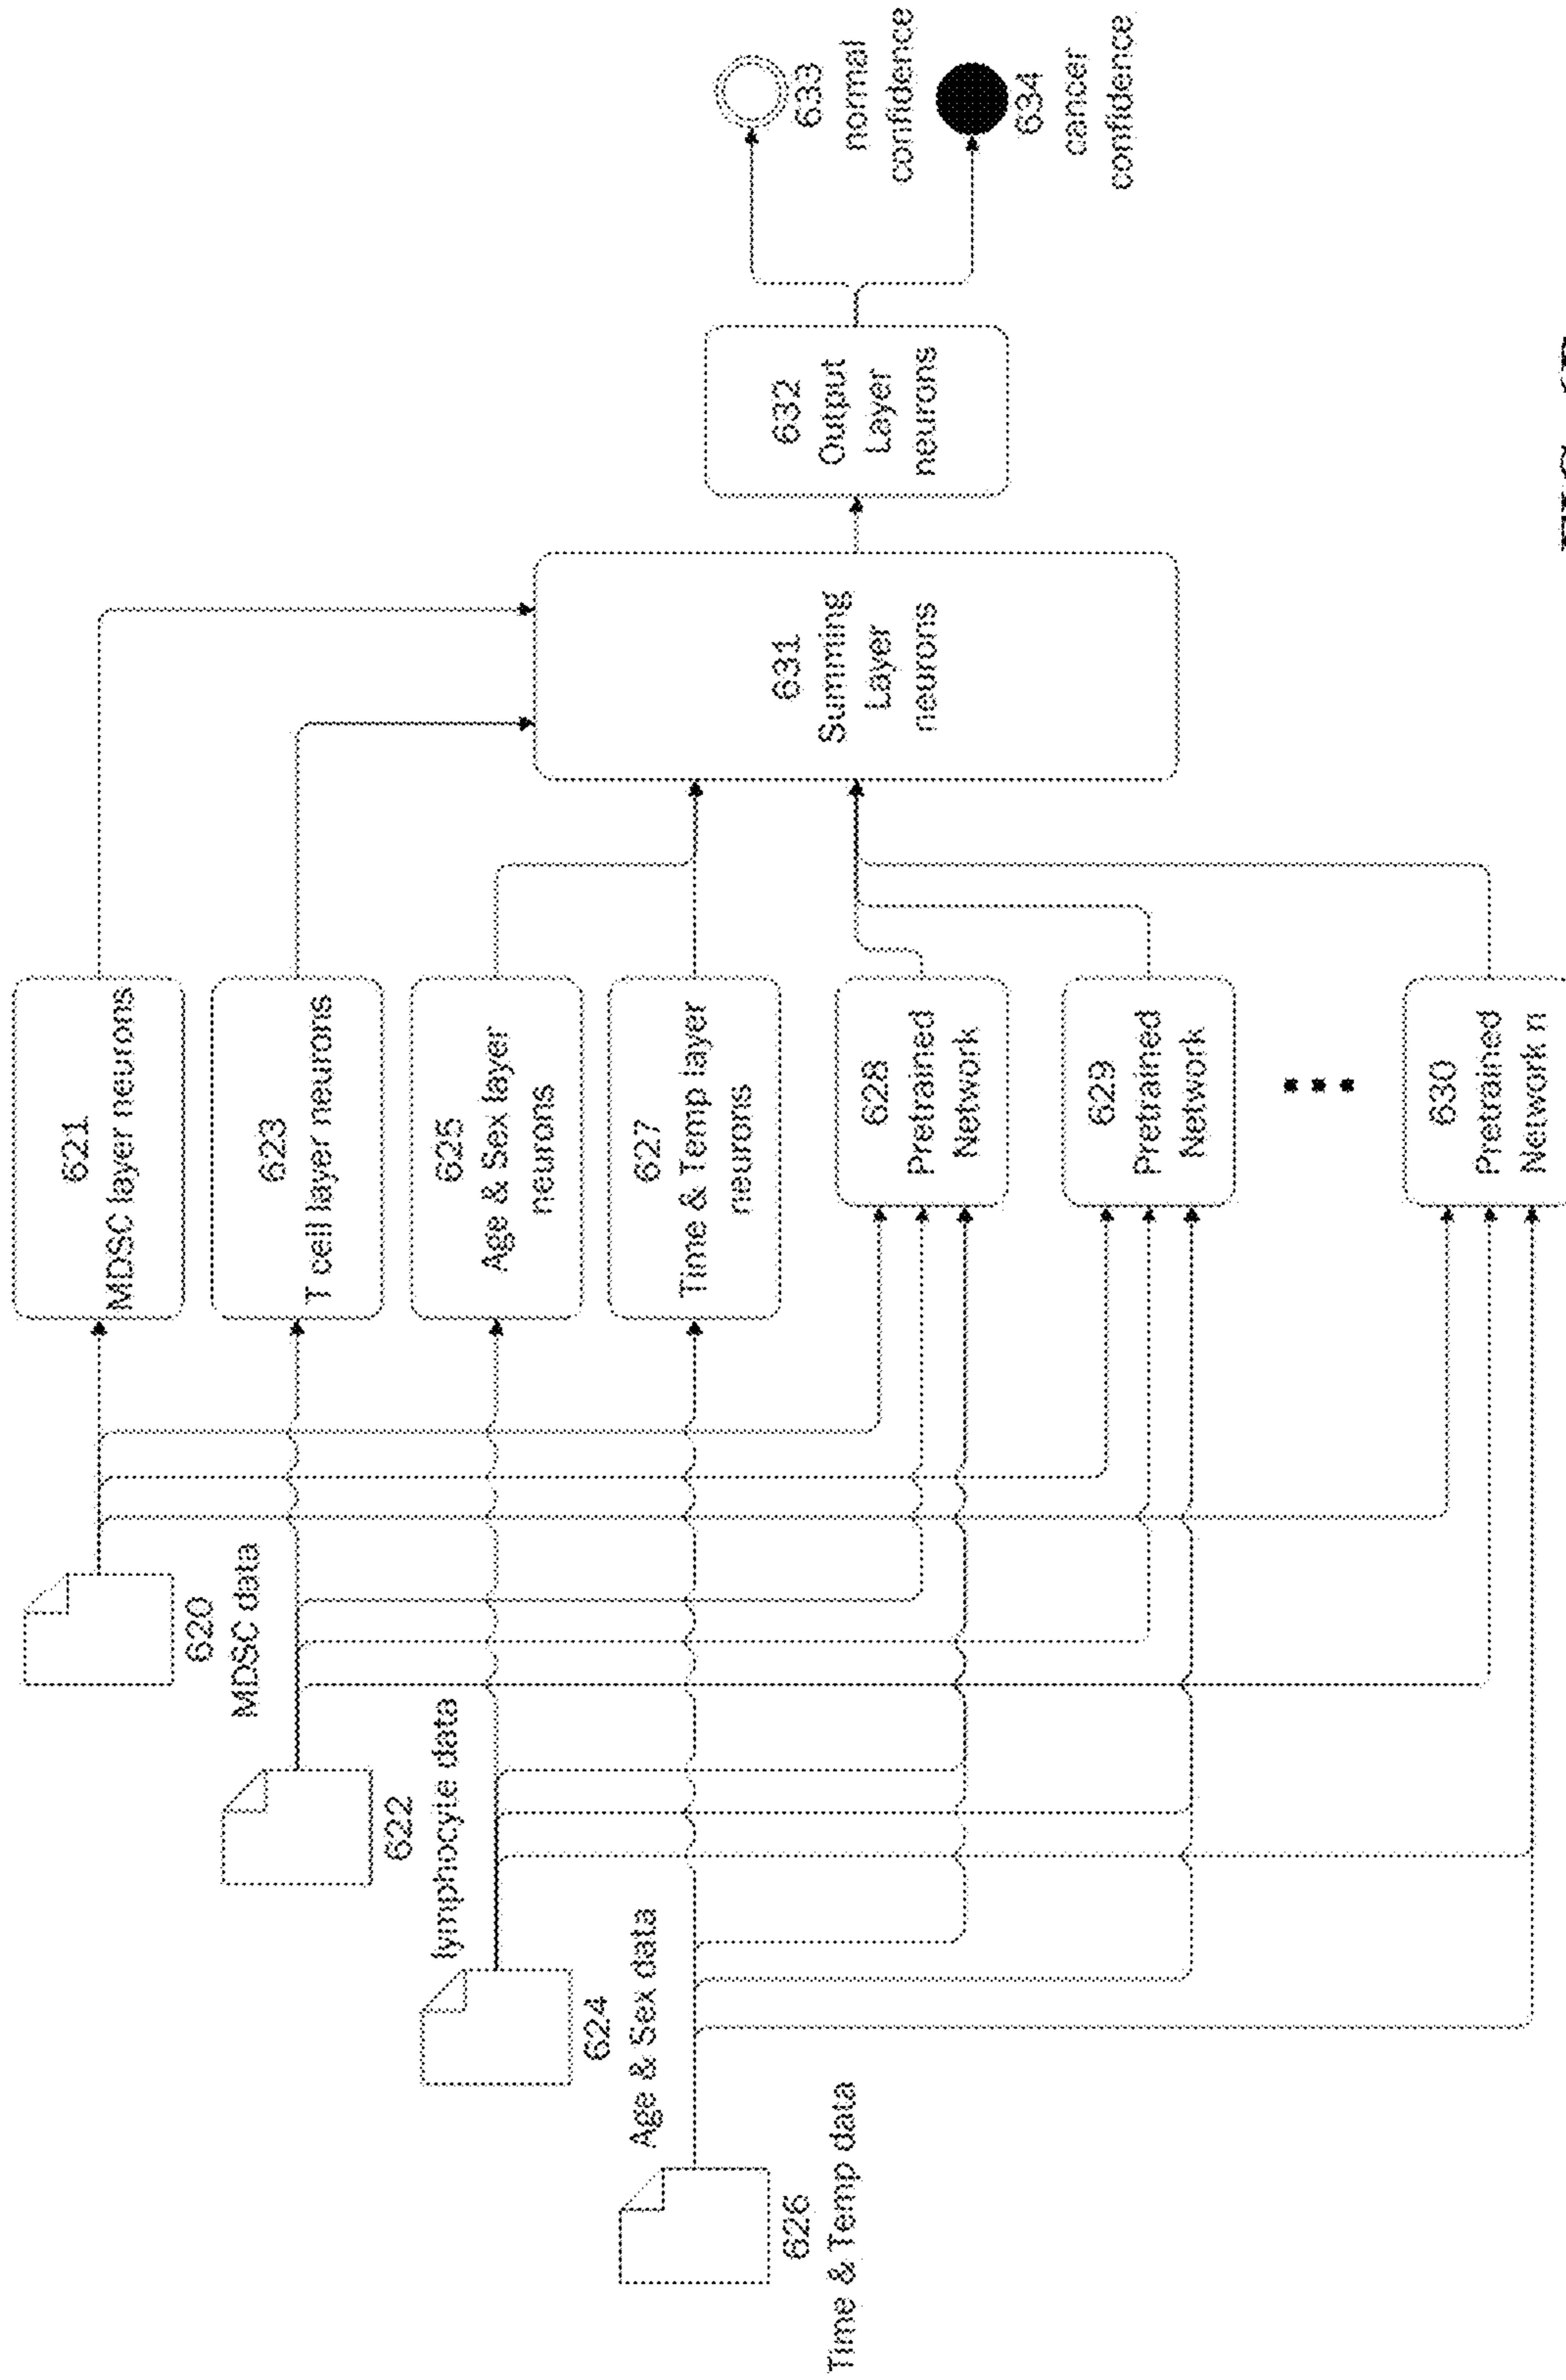 620
MDSC data
622
lymphocyte data
624
Age & Sex data
626
Time & Temp data
621
MDSC layer neurons
623
T cell layer neurons
625
Age & Sex layer
neurons
627
Time & Temp layer
neurons
628
Pretrained
Network
629
Pretrained
Network
630
Pretrained
Network n
631
Summing
Layer
neurons
632
Output
Layer
neurons
633
normal
confidence
634
cancer
confidence